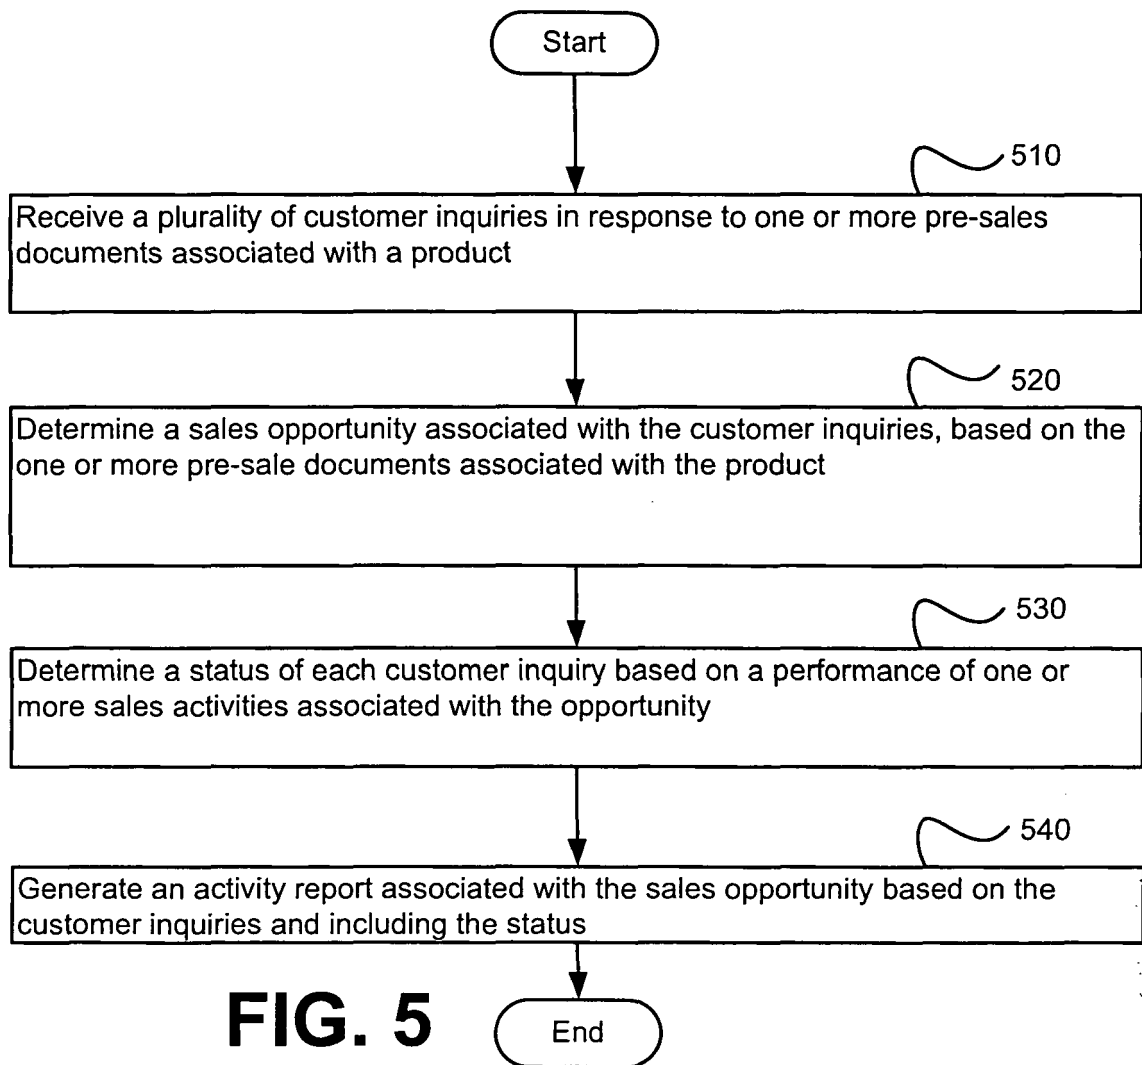 Start
510
Receive a plurality of customer inquiries in response to one or more pre-sales
documents associated with a product
520
Determine a sales opportunity associated with the customer inquiries, based on the
one or more pre-sale documents associated with the product
530
Determine a status of each customer inquiry based on a performance of one or
more sales activities associated with the opportunity
540
Generate an activity report associated with the sales opportunity based on the
customer inquiries and including the status
FIG. 5
End